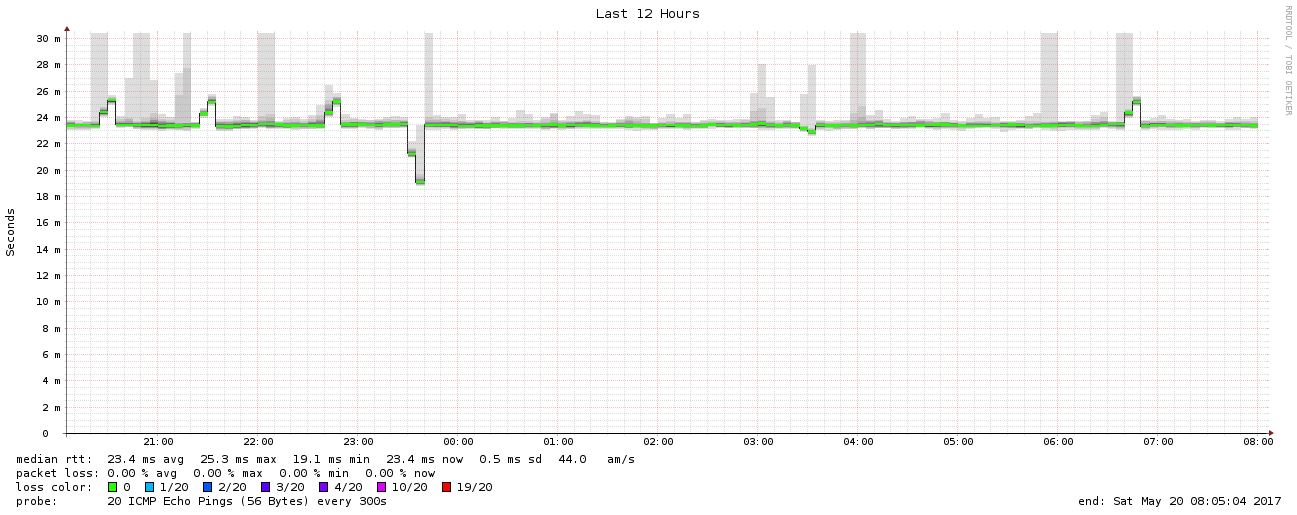 Last 12 Hours
RRDTOOL / TOBI OETIKER
Seconds
30 m
28 m
26 m
24 m
22 m
20 m
18 m
16 m
14 m
12 m
10 m
8 m
6 m
4 m
2 m
0
21:00 22:00 23:00 00:00 01:00 02:00 03:00 04:00 05:00 06:00 07:00 08:00
median rtt: 23.4 ms avg 25.3 ms max 19.1 ms min 23.4 ms now 0.5 ms sd 44.0 am/s
packet loss: 0.00 % avg 0.00 % max 0.00 % min 0.00 % now
loss color: 0 1/20 2/20 3/20 4/20 10/20 19/20
probe: 20 ICMP Echo Pings (56 Bytes) every 300s end: Sat May 20 08:05:04 2017